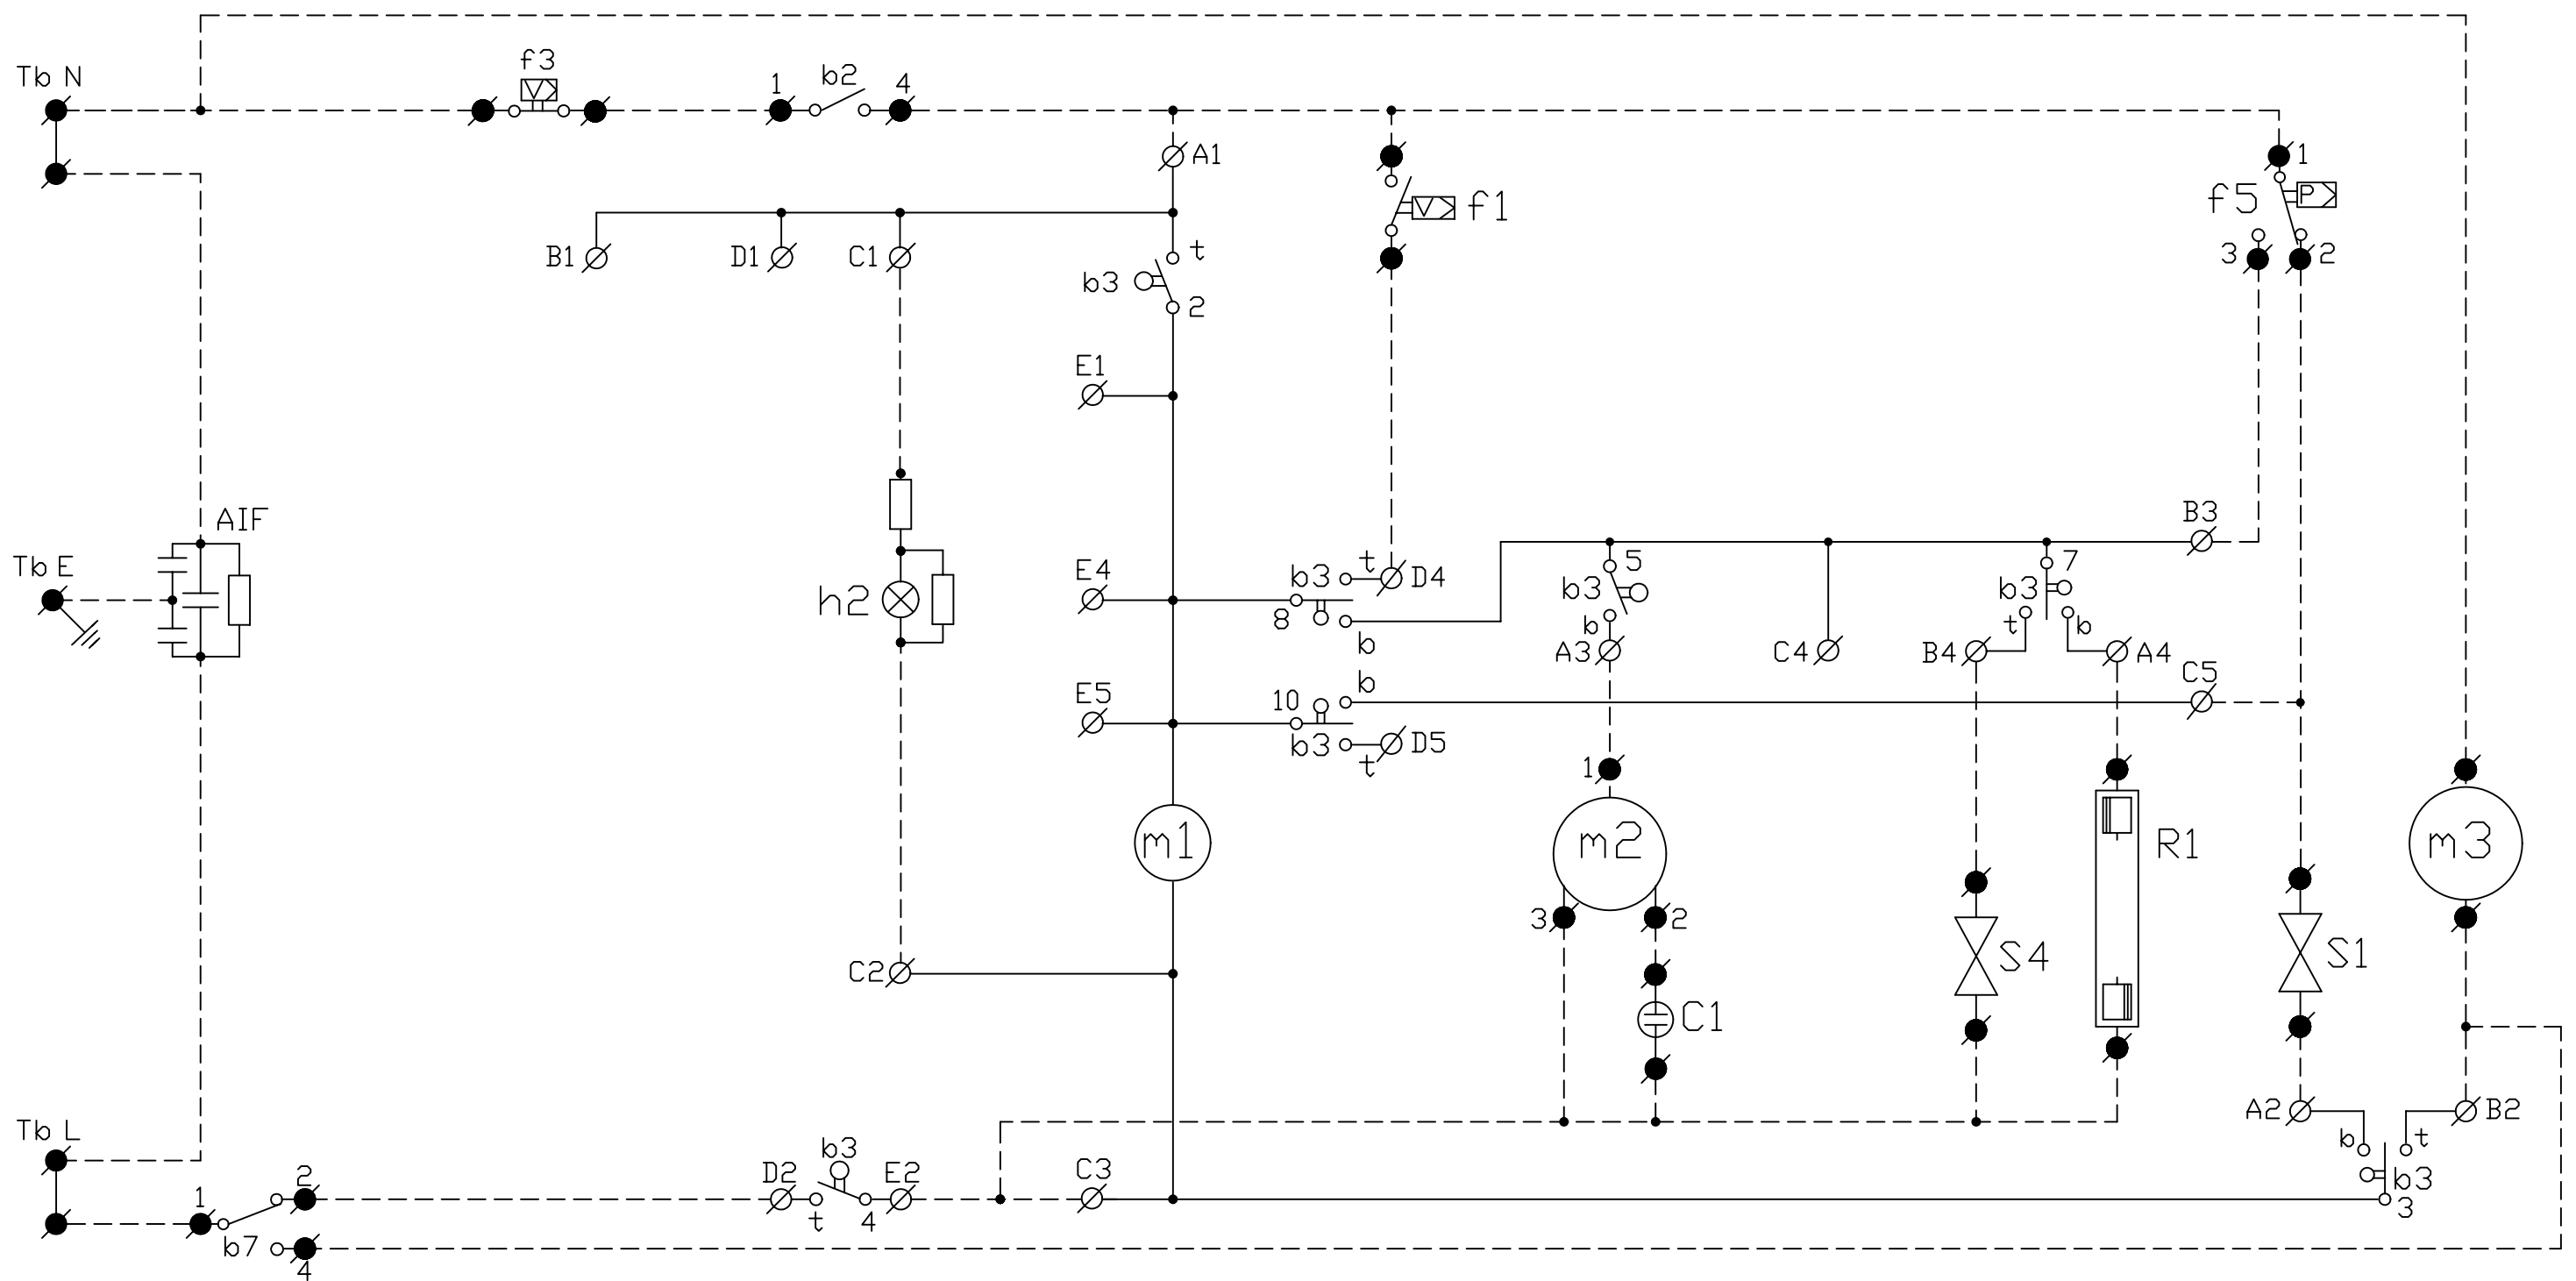 Tb N
f3
1 b2 4
A1
f1
1
f5
P
B1 D1 C1
t
b3
2
3 2
E1
B3
AIF
Tb E
h2
E4
b3 t D4
8
b
5
b3
b
A3
C4
7
b3
t b
B4 A4
C5
E5
10 b
b3 D5
t
1
m1
m2
R1
m3
3 2
S4
S1
C2
C1
Tb L
A2 B2
b t
b3
3
1 2
b7
4
D2 b3 E2
t 4
C3